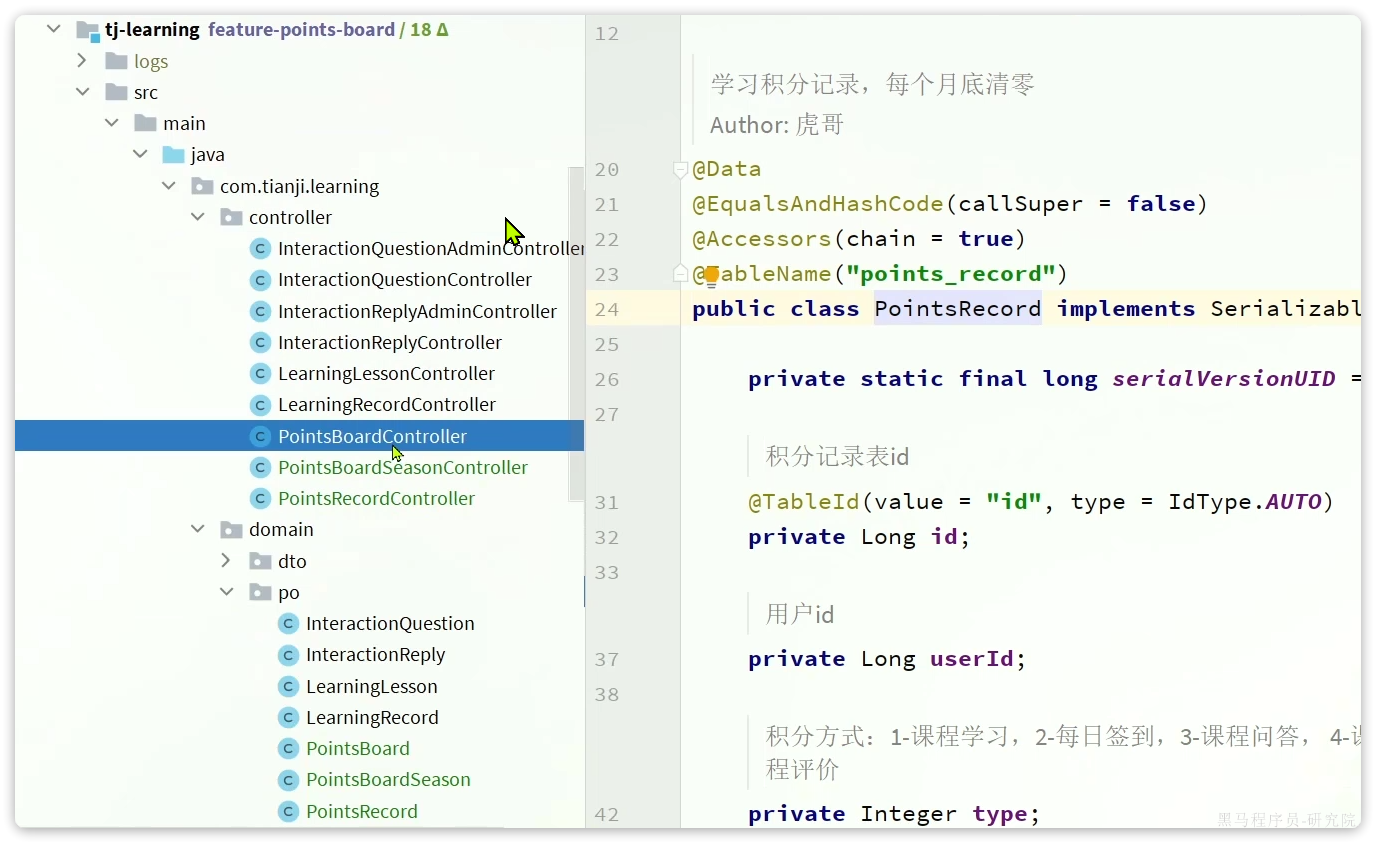 tj-learning feature-points-board / 18 Δ
logs
src
main
java
com.tianji.learning
controller
InteractionQuestionAdminController
InteractionQuestionController
InteractionReplyAdminController
InteractionReplyController
LearningLessonController
LearningRecordController
PointsBoardController
PointsBoardSeasonController
PointsRecordController
domain
dto
po
InteractionQuestion
InteractionReply
LearningLesson
LearningRecord
PointsBoard
PointsBoardSeason
PointsRecord
12
学习积分记录，每个月底清零
Author: 虎哥
20 @Data
21 @EqualsAndHashCode(callSuper = false)
22 @Accessors(chain = true)
23 @TableName("points_record")
24 public class PointsRecord implements Serializabl
25
26 private static final long serialVersionUID =
27
积分记录表id
31 @TableId(value = "id", type = IdType.AUTO)
32 private Long id;
33
用户id
37 private Long userId;
38
积分方式：1-课程学习，2-每日签到，3-课程问答， 4-课
程评价
42 private Integer type;
黑马程序员-研究院